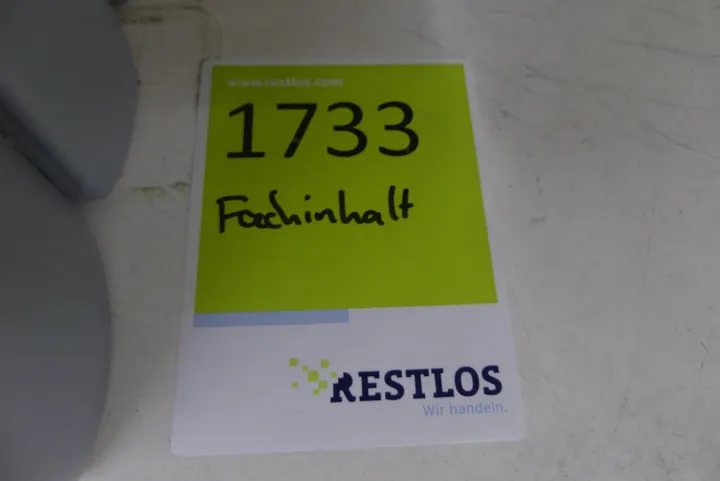 www.restlos.com
1733
Fachinhalt
RESTLOS
Wir handeln.